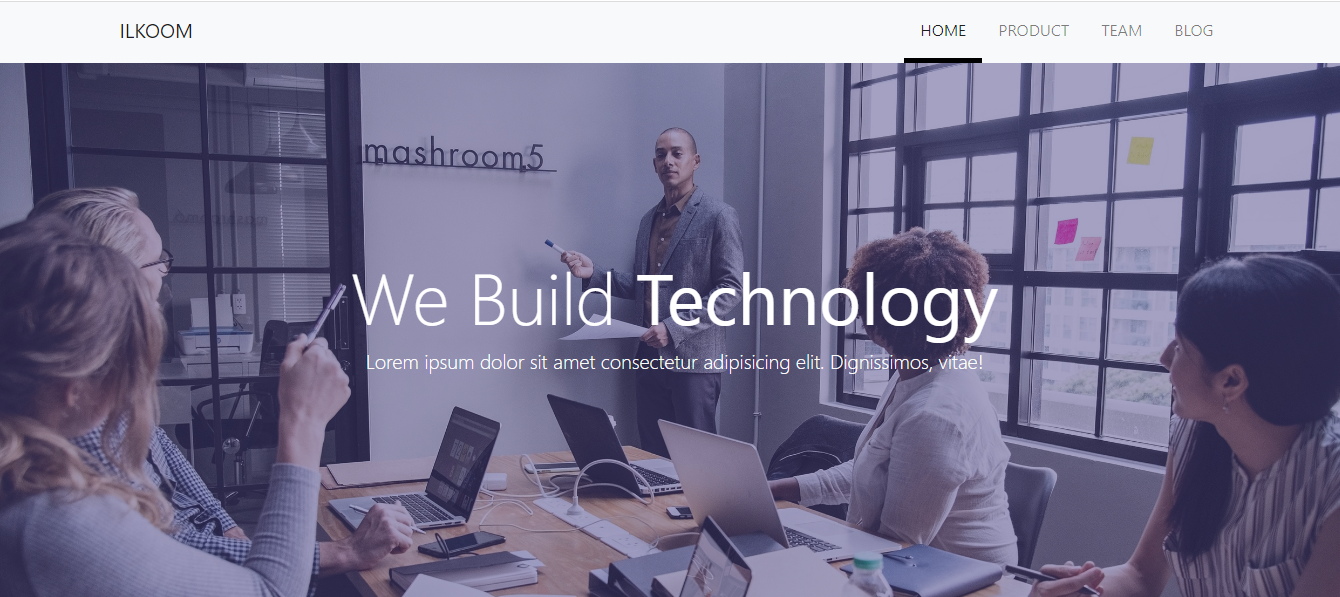 ILKOOM
HOME PRODUCT TEAM BLOG
mashroom5
We Build Technology
Lorem ipsum dolor sit amet consectetur adipisicing elit. Dignissimos, vitae!